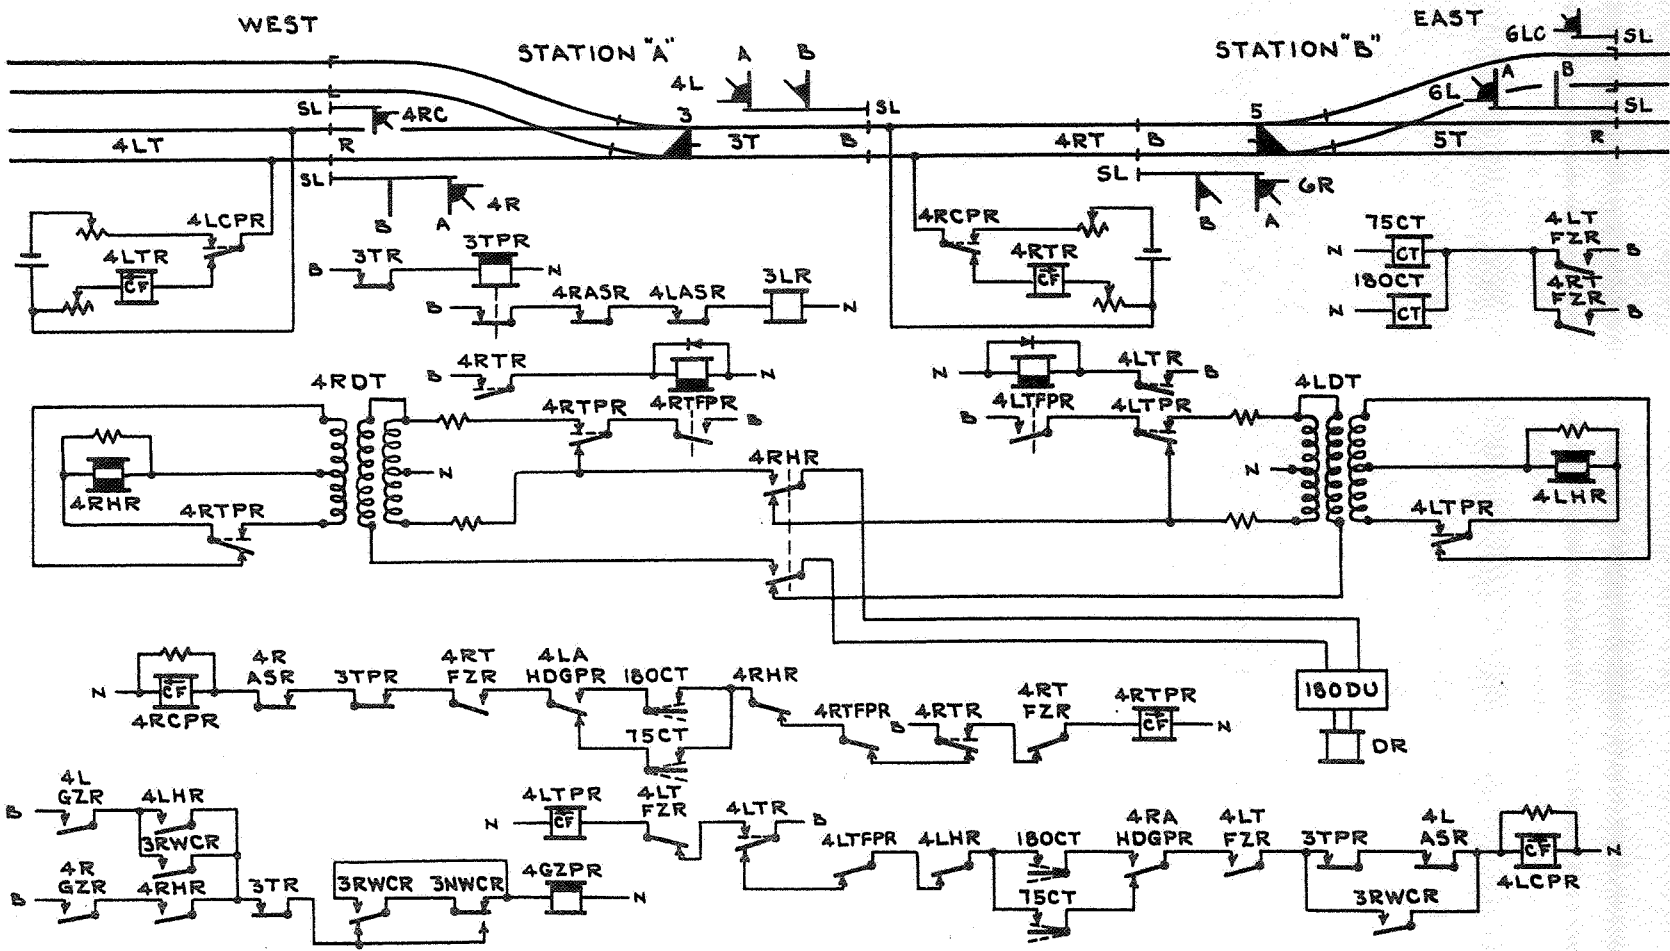 WEST
STATION "A"
A B
4L
SL
EAST
6LC
SL
STATION "B"
A B
6L
SL
SL
4RC
3
5
4LT
R
3T
B
4RT
B
5T
R
SL
4R
B A
SL
6R
B A
4LCPR
4LTR
CF
3TR
3TPR
B N
B
4RASR 4LASR
3LR
N
4RCPR
4RTR
CF
75CT
N
CT
4LT
FZR
B
180CT
N
CT
4RT
FZR
B
4RTR
B N
4RTFPR
4LTR
N B
4LTFPR
4RDT
4RTPR
B
N
4RHR
4RTPR
4RHR
B
4LTPR
4LDT
N
4LHR
4LTPR
180DU
DR
N
CF
4RCPR
4R
ASR
3TPR
4RT
FZR
4LA
HDGPR
180CT
75CT
4RHR
4RTFPR
B
4RTR
4RT
FZR
4RTPR
CF
N
4L
GZR
B
4LHR
3RWCR
4R
GZR
B
4RHR
3TR
3RWCR
3NWCR
4GZPR
N
4LTPR
N
CF
4LT
FZR
4LTR
B
4LTFPR
4LHR
180CT
75CT
4RA
HDGPR
4LT
FZR
3TPR
4L
ASR
3RWCR
CF
4LCPR
N